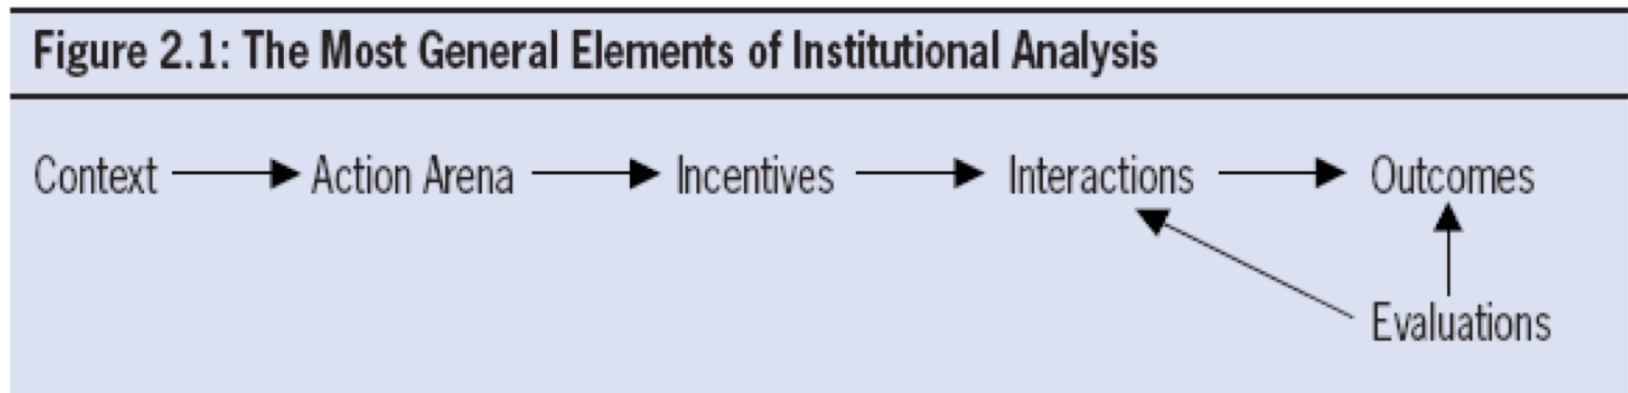 Figure 2.1: The Most General Elements of Institutional Analysis
Context Action Arena Incentives Interactions Outcomes
Evaluations